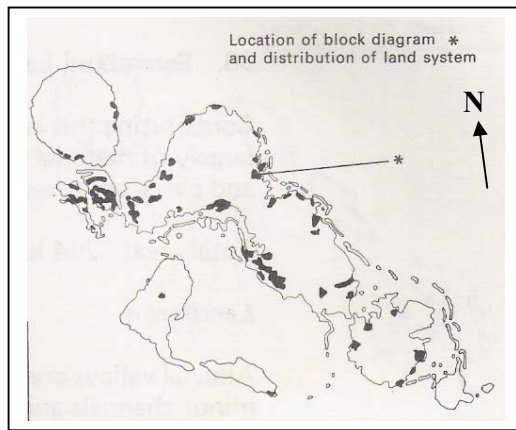 Location of block diagram *
and distribution of land system
N
*